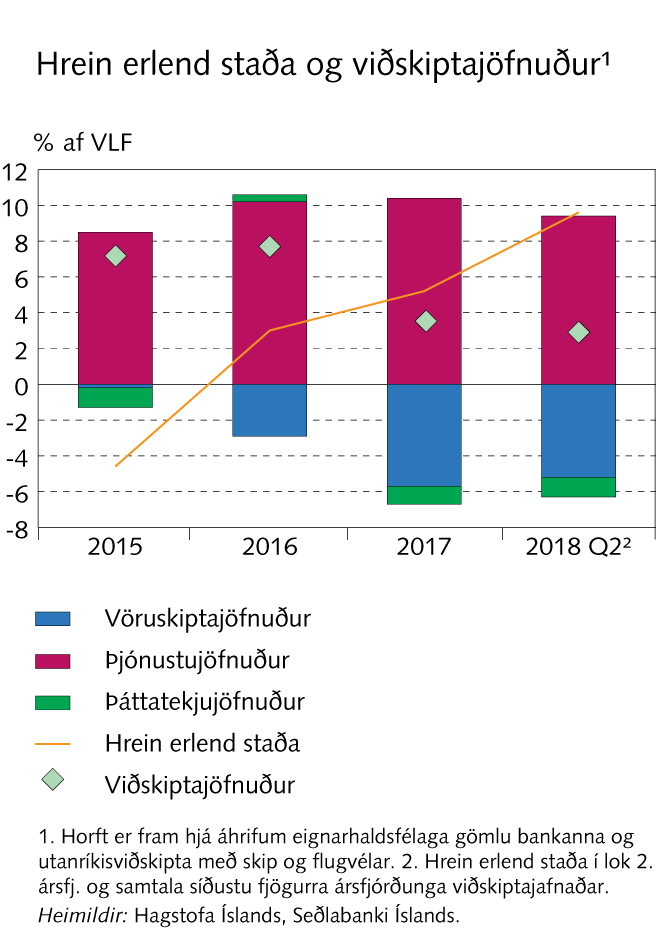 Hrein erlend staða og viðskiptajöfnuður¹
% af VLF
12
10
8
6
4
2
0
-2
-4
-6
-8
2015 2016 2017 2018 Q2²
Vöruskiptajöfnuður
Þjónustujöfnuður
Þáttatekjujöfnuður
Hrein erlend staða
Viðskiptajöfnuður
1. Horft er fram hjá áhrifum eignarhaldsfélaga gömlu bankanna og
utanríkisviðskipta með skip og flugvélar. 2. Hrein erlend staða í lok 2.
ársfj. og samtala síðustu fjögurra ársfjórðunga viðskiptajafnaðar.
Heimildir: Hagstofa Íslands, Seðlabanki Íslands.